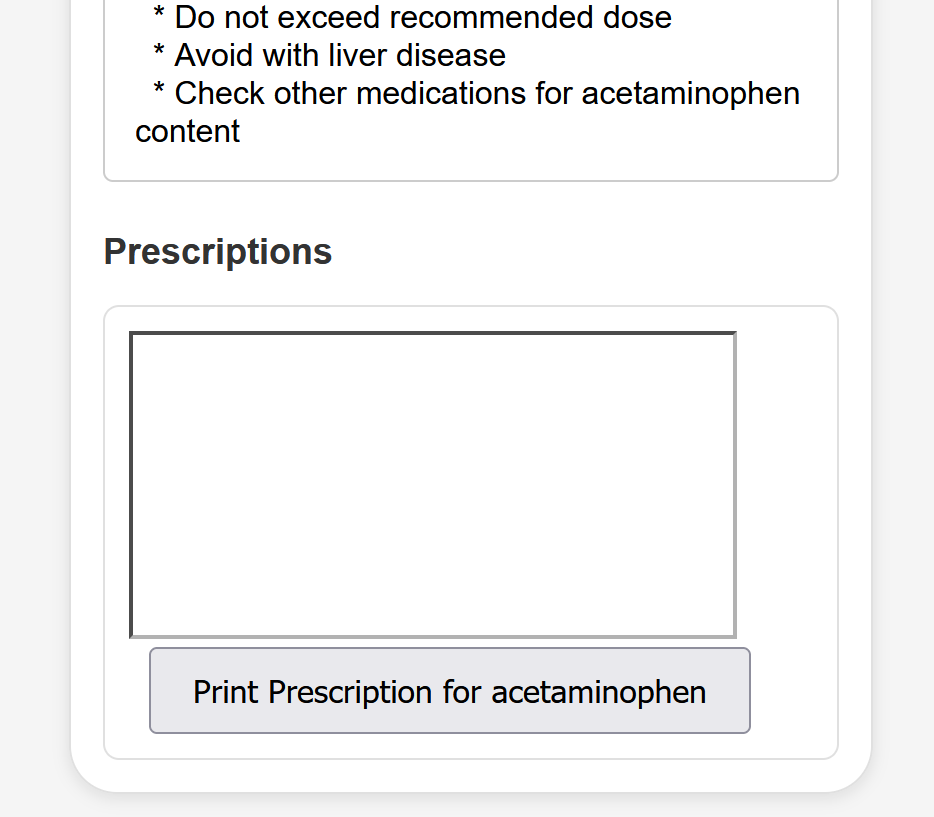 * Do not exceed recommended dose
* Avoid with liver disease
* Check other medications for acetaminophen
content
Prescriptions
Print Prescription for acetaminophen